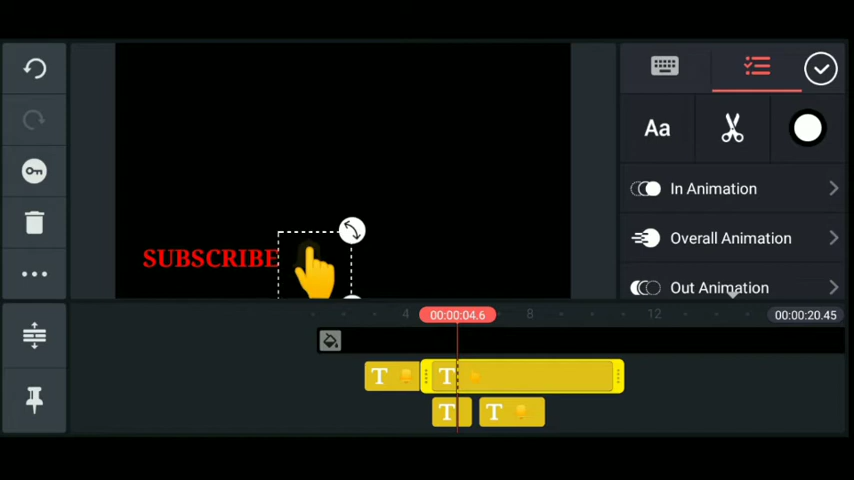 Aa
In Animation
SUBSCRIBE
Overall Animation
Out Animation
4
00:00:04.6
8
12
00:00:20.45
T
T
T
T